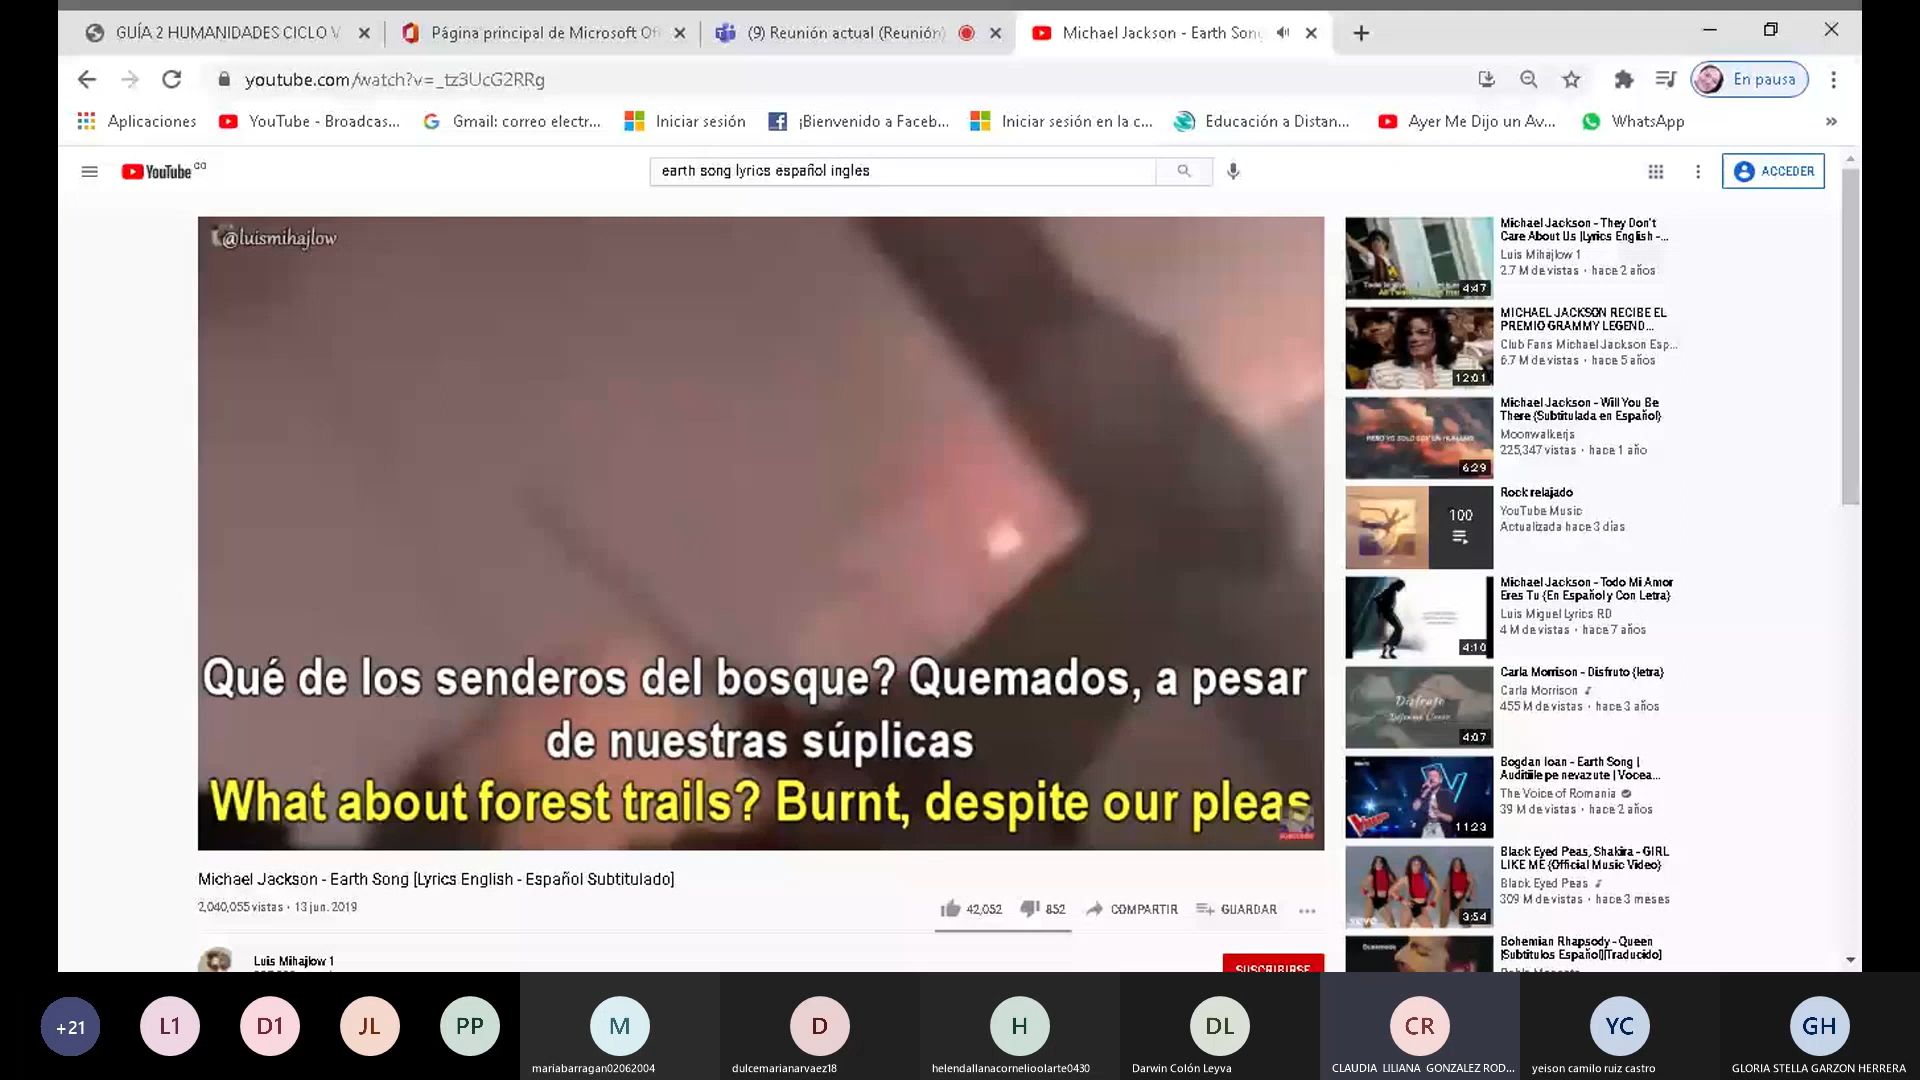 GUÍA 2 HUMANIDADES CICLO V
Página principal de Microsoft Of
(9) Reunión actual (Reunión)
Michael Jackson - Earth Song
youtube.com/watch?v=_tz3UcG2RRg
En pausa
Aplicaciones
YouTube - Broadcas...
Gmail: correo electr...
Iniciar sesión
¡Bienvenido a Faceb...
Iniciar sesión en la c...
Educación a Distan...
Ayer Me Dijo un Av...
WhatsApp
YouTube CO
earth song lyrics español ingles
ACCEDER
@luismihajlow
Qué de los senderos del bosque? Quemados, a pesar
de nuestras súplicas
What about forest trails? Burnt, despite our pleas
Michael Jackson - Earth Song [Lyrics English - Español Subtitulado]
2,040,055 vistas • 13 jun. 2019
42,052
852
COMPARTIR
GUARDAR
Luis Mihajlow 1
SUSCRIBIRSE
Michael Jackson - They Don't
Care About Us |Lyrics English -...
Luis Mihajlow 1
2.7 M de vistas • hace 2 años
4:47
MICHAEL JACKSON RECIBE EL
PREMIO GRAMMY LEGEND...
Club Fans Michael Jackson Esp...
6.7 M de vistas • hace 5 años
12:01
Michael Jackson - Will You Be
There (Subtitulada en Español)
Moonwalkerjs
225,347 vistas • hace 1 año
6:29
Rock relajado
YouTube Music
Actualizada hace 3 días
100
Michael Jackson - Todo Mi Amor
Eres Tu (En Español y Con Letra)
Luis Miguel Lyrics RD
4 M de vistas • hace 7 años
4:10
Carla Morrison - Disfruto (letra)
Carla Morrison
455 M de vistas • hace 3 años
Disfruto
4:07
Bogdan Ioan - Earth Song |
Auditiile pe nevazute | Vocea...
The Voice of Romania
39 M de vistas • hace 2 años
11:23
Black Eyed Peas, Shakira - GIRL
LIKE ME (Official Music Video)
Black Eyed Peas
309 M de vistas • hace 3 meses
vevo
3:54
Bohemian Rhapsody - Queen
|Subtitulos Español||Traducido]
+21
L1
D1
JL
PP
M
mariabarragan02062004
D
dulcemarianarvaez18
H
helendallanacornelioolarte0430
DL
Darwin Colón Leyva
CR
CLAUDIA LILIANA GONZALEZ ROD...
YC
yeison camilo ruiz castro
GH
GLORIA STELLA GARZON HERRERA